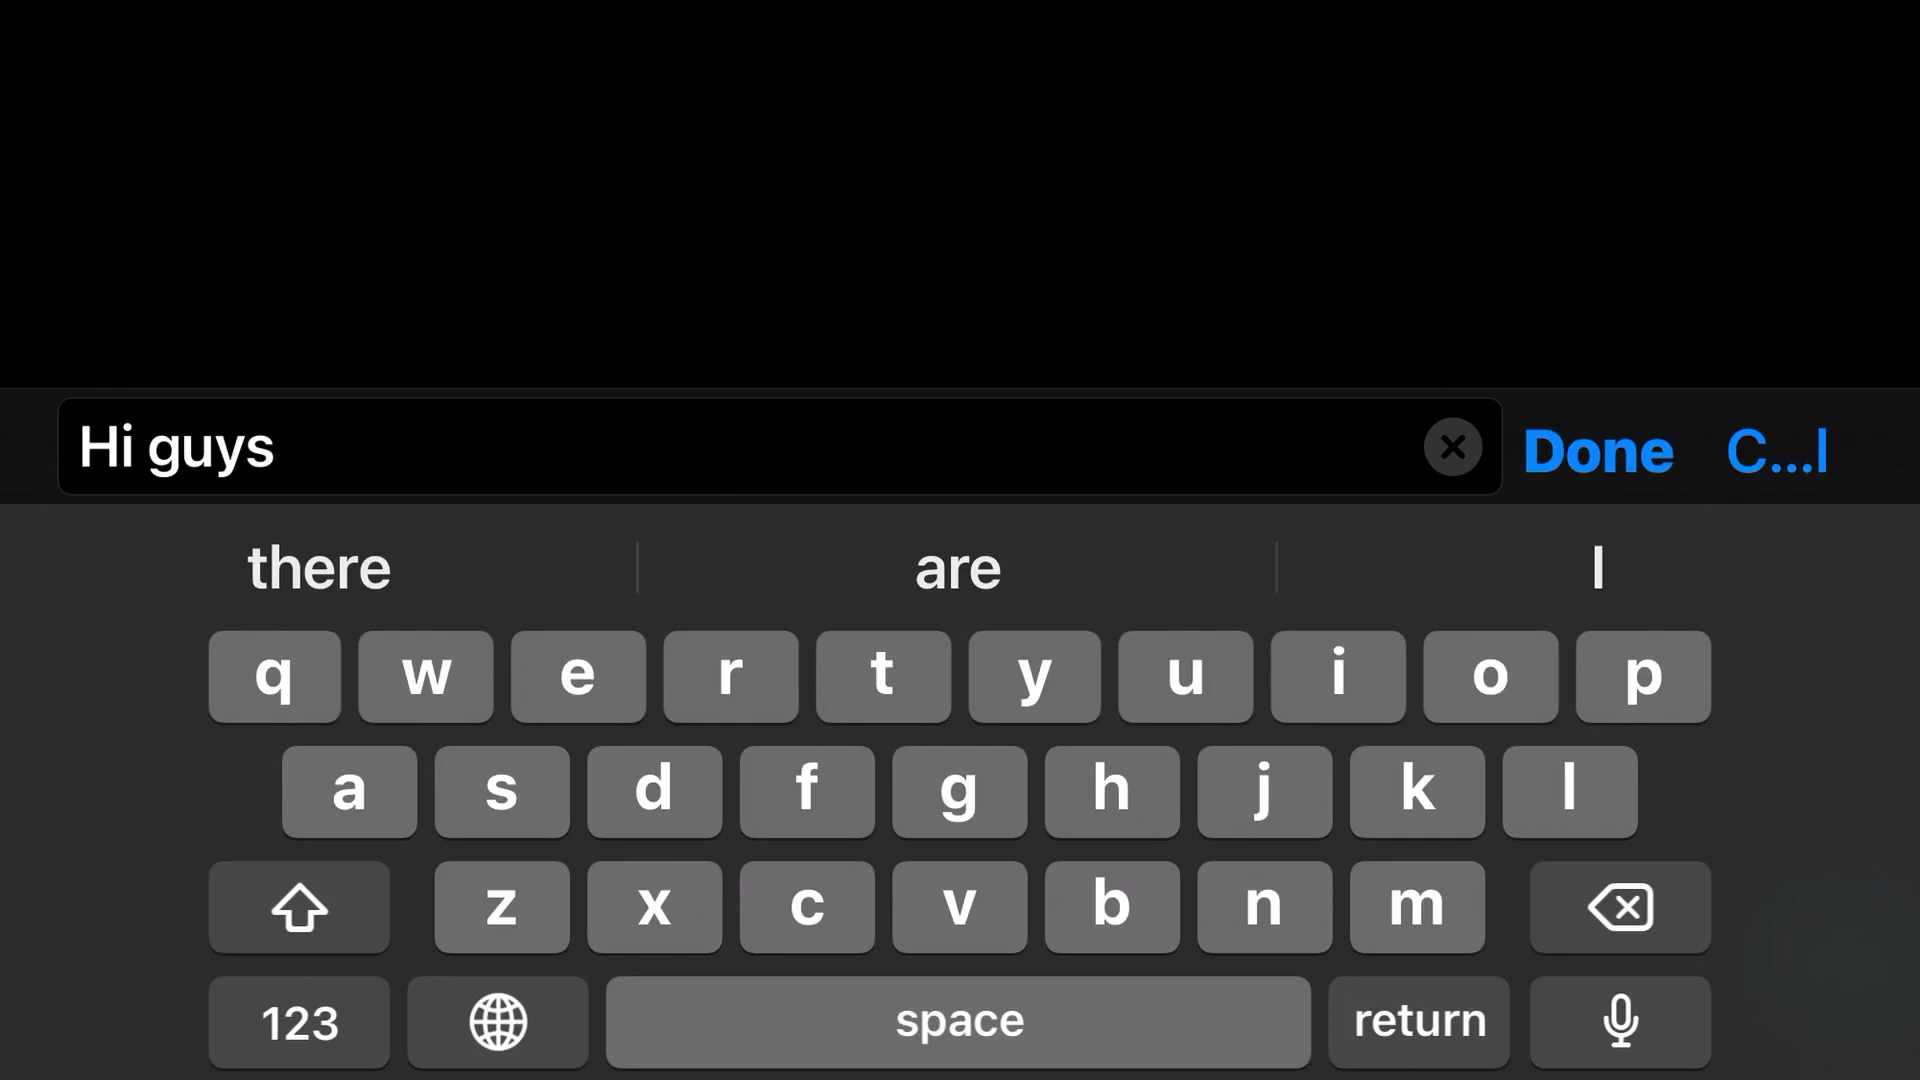 Hi guys
Done C...l
there are I
q w e r t y u i o p
a s d f g h j k l
z x c v b n m
123 space return